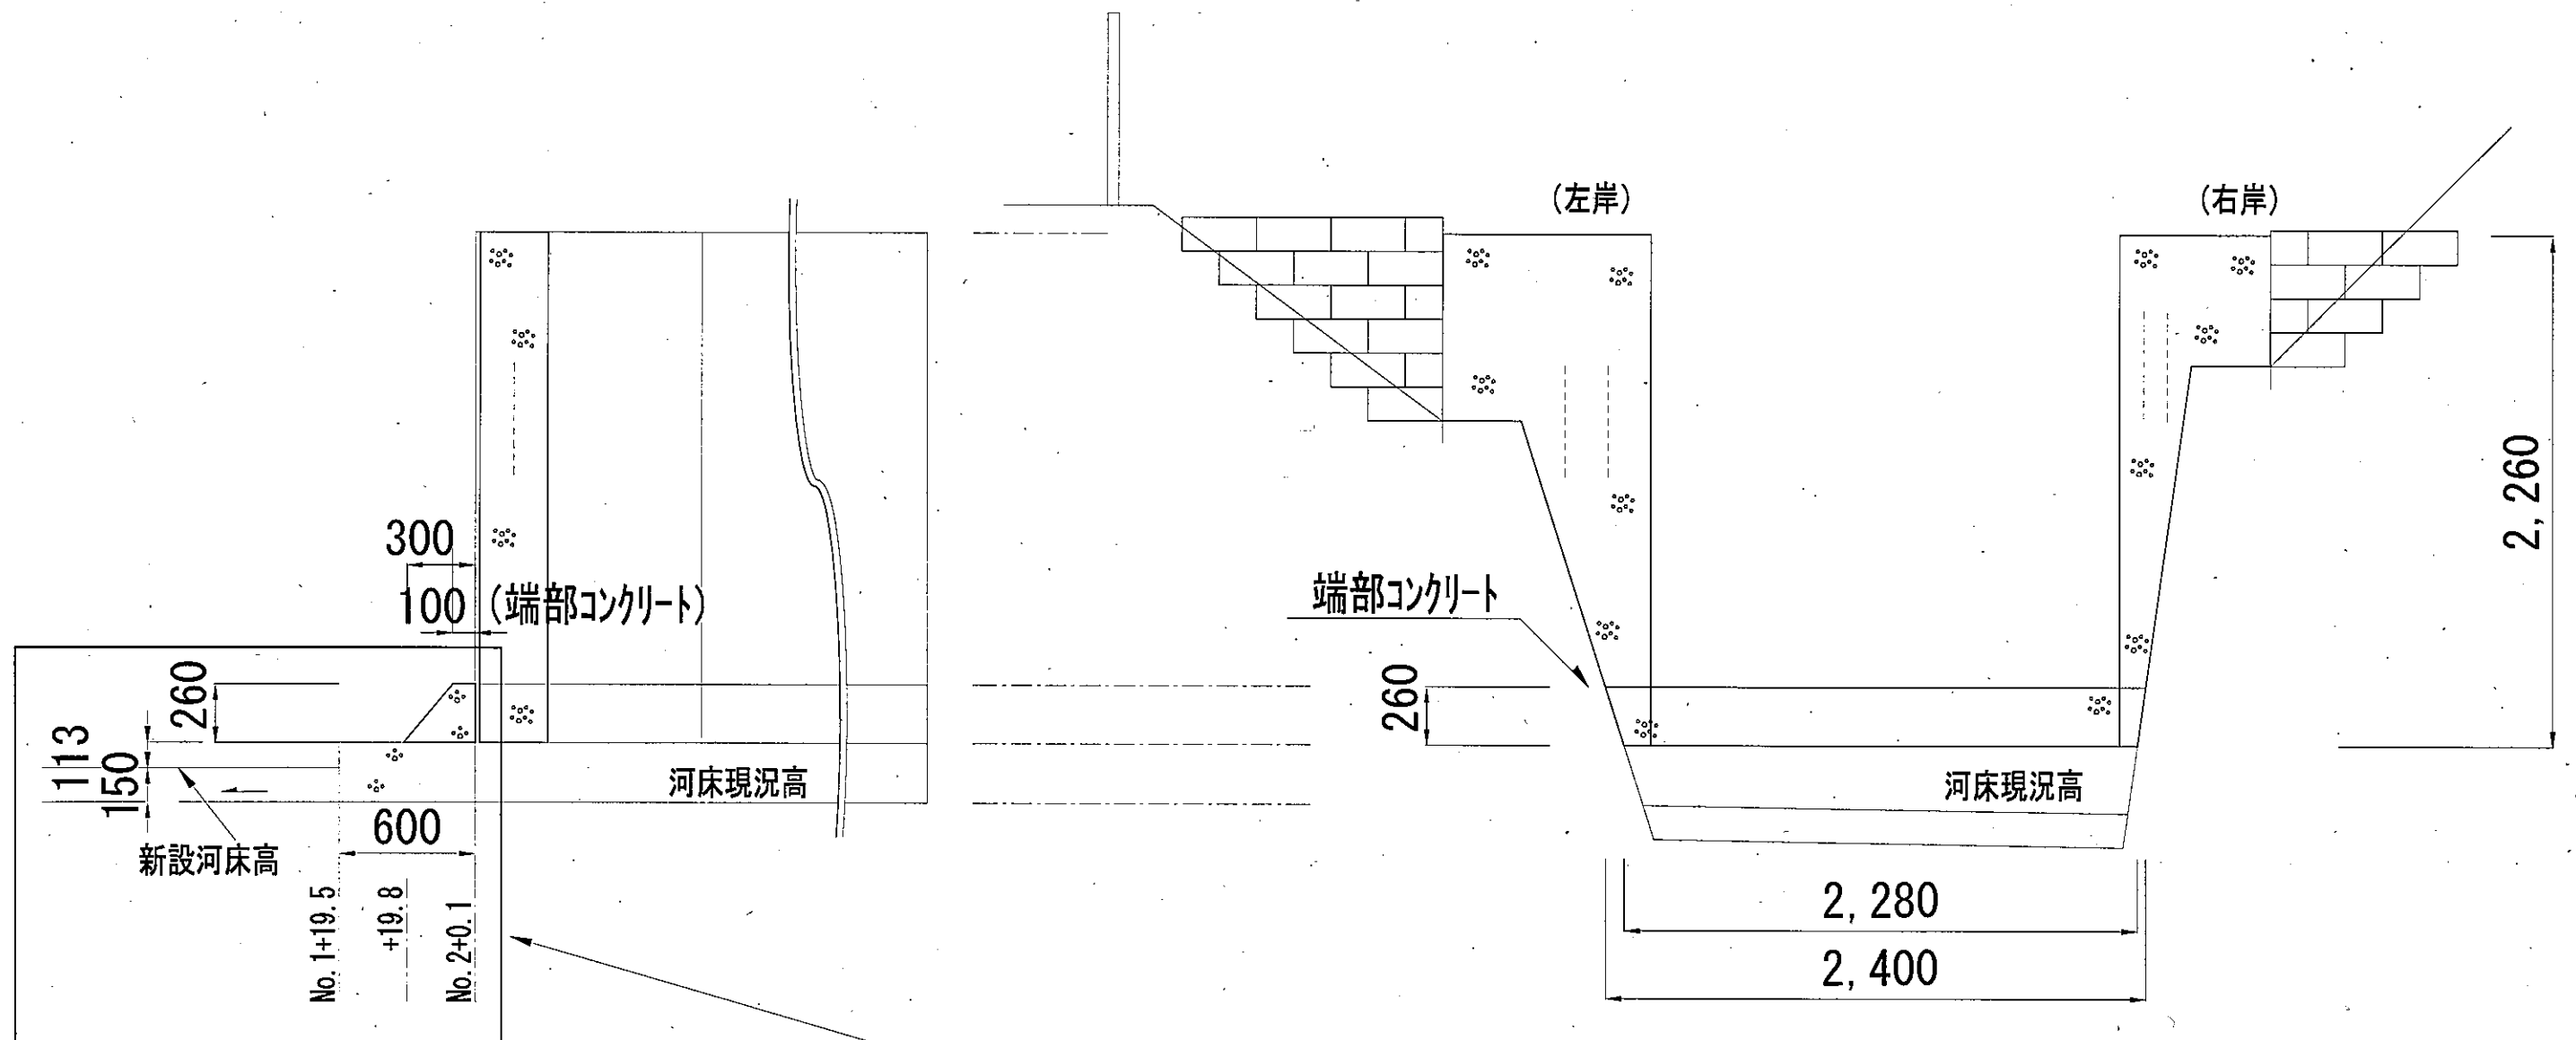 (左岸)
(右岸)
2,260
300
100 (端部コンクリート)
端部コンクリート
260
260
113
150
河床現況高
河床現況高
600
新設河床高
No.1+19.5
+19.8
No.2+0.1
2,280
2,400